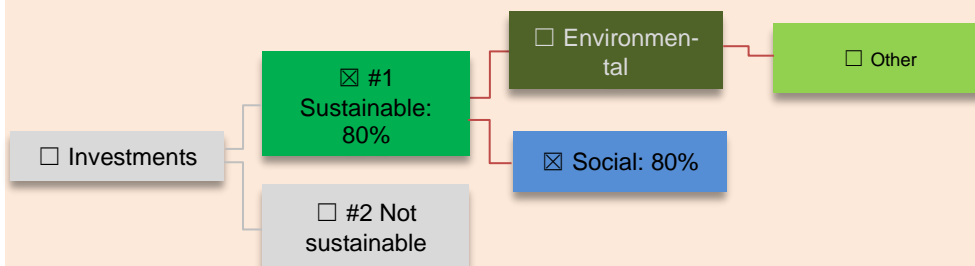 ☐ Environmen-
tal
☐ Other
☒ #1
Sustainable:
80%
☐ Investments
☒ Social: 80%
☐ #2 Not
sustainable